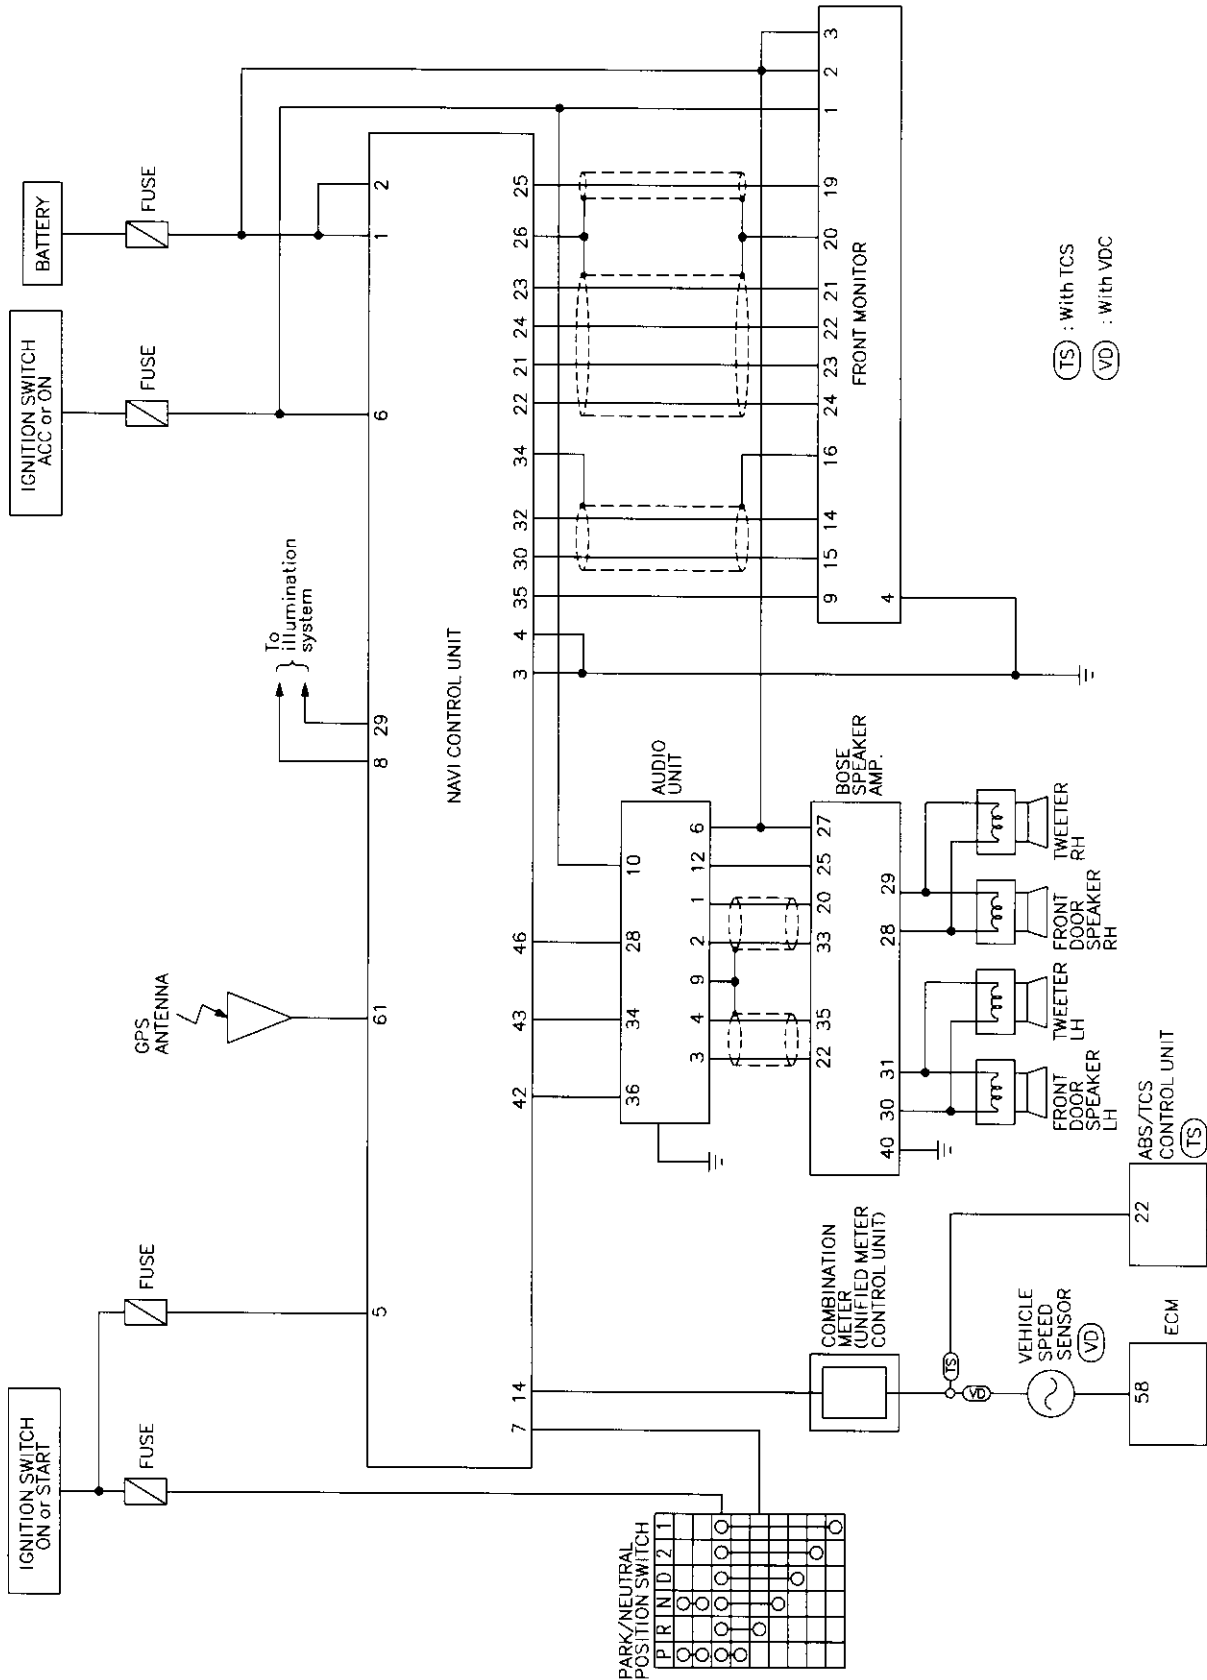 IGNITION SWITCH
ON or START
FUSE
FUSE
GPS
ANTENNA
To
illumination
system
IGNITION SWITCH
ACC or ON
FUSE
BATTERY
FUSE
5
61
8
29
6
1
2
NAVI CONTROL UNIT
7
14
42
43
46
3
4
35
30
32
34
22
21
24
23
26
25
PARK/NEUTRAL
POSITION SWITCH
P R N D 2 1
AUDIO
UNIT
36
34
28
10
3
4
9
2
1
12
6
COMBINATION
METER
(UNIFIED METER
CONTROL UNIT)
BOSE
SPEAKER
AMP.
22
35
33
20
25
27
40
30
31
28
29
9
15
14
16
24
23
22
21
20
19
1
2
3
4
FRONT MONITOR
TS
VD
VEHICLE
SPEED
SENSOR
VD
FRONT
DOOR
SPEAKER
LH
TWEETER
LH
FRONT
DOOR
SPEAKER
RH
TWEETER
RH
58
ECM
22
ABS/TCS
CONTROL UNIT
TS
TS : With TCS
VD : With VDC